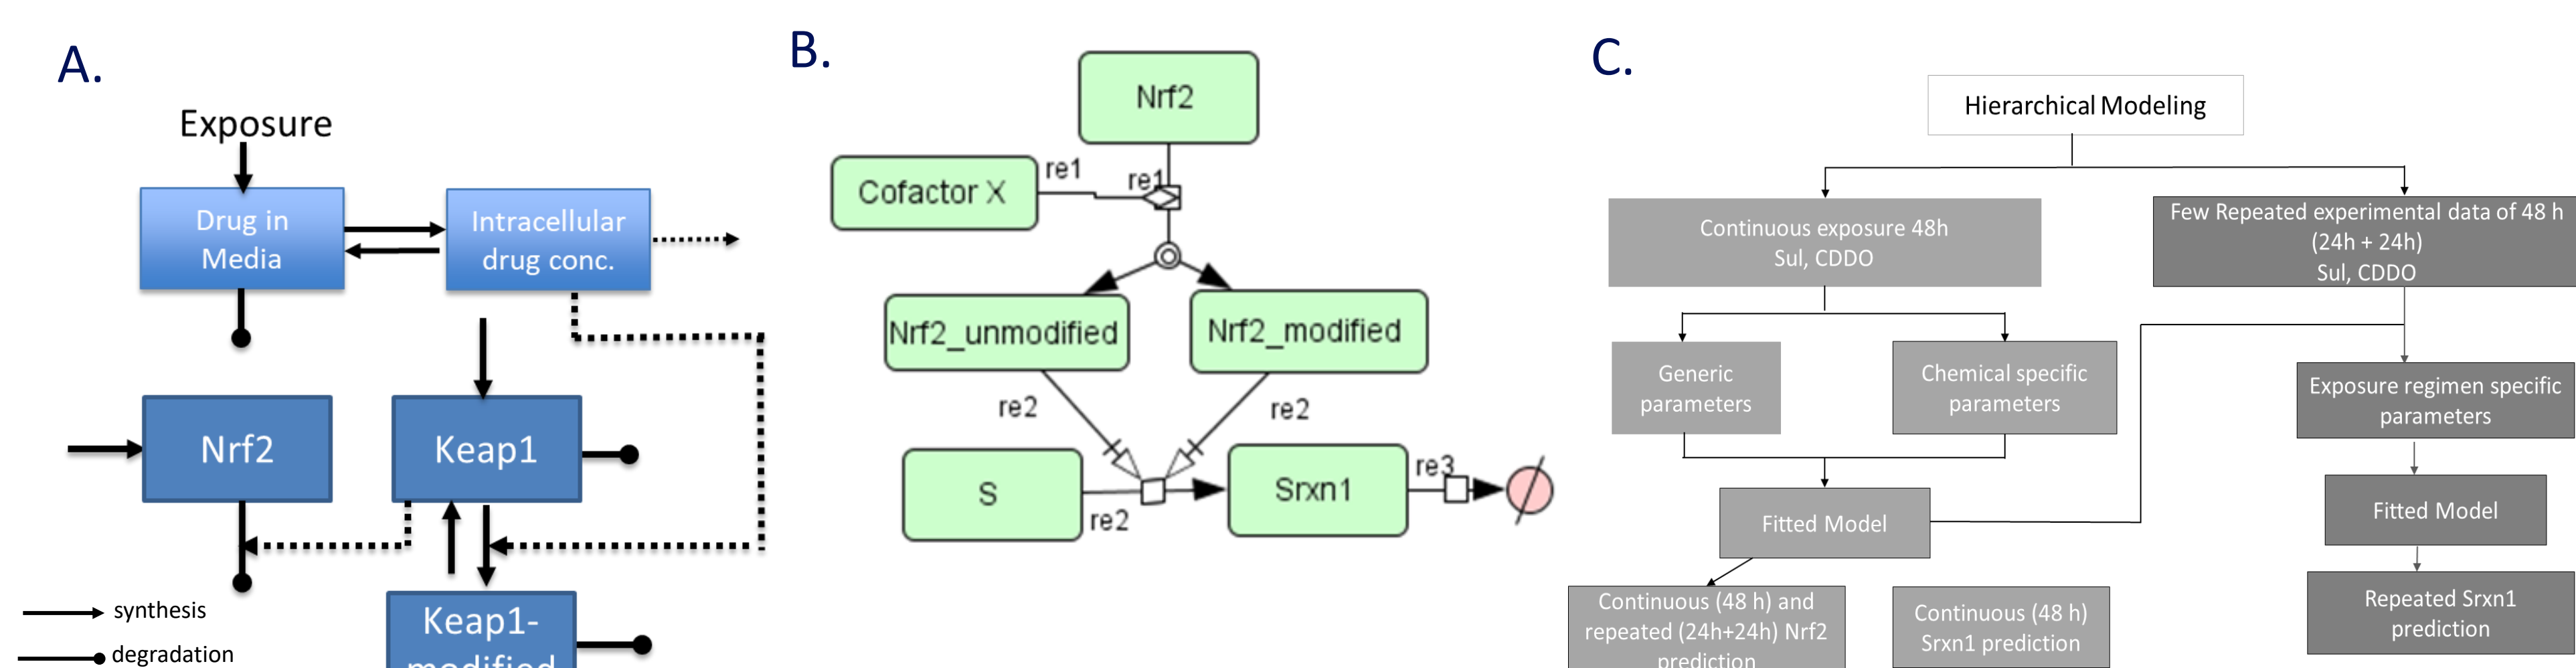 A.
Exposure
Drug in
Media
Intracellular
drug conc.
Nrf2
Keap1
Keap1-
modified
synthesis
degradation
B.
Nrf2
Cofactor X
re1
re1
Nrf2_unmodified
Nrf2_modified
re2
re2
S
re2
Srxn1
re3
C.
Hierarchical Modeling
Continuous exposure 48h
Sul, CDDO
Few Repeated experimental data of 48 h
(24h + 24h)
Sul, CDDO
Generic
parameters
Chemical specific
parameters
Exposure regimen specific
parameters
Fitted Model
Fitted Model
Continuous (48 h) and
repeated (24h+24h) Nrf2
prediction
Continuous (48 h)
Srxn1 prediction
Repeated Srxn1
prediction